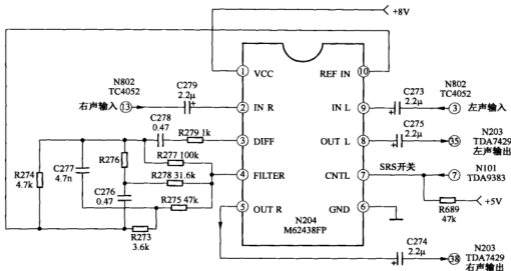 +8V
① VCC
REF IN ⑩
N802
TC4052
右声输入 ⑬
C279
2.2μ
+
② IN R
IN L ⑨
C273
2.2μ
+
N802
TC4052
③ 左声输入
C278
0.47
R279 1k
③ DIFF
OUT L ⑧
C275
2.2μ
+
N203
㉟ TDA7429
左声输出
R274
4.7k
C277
4.7n
R276
R277 100k
④ FILTER
CNTL ⑦
SRS开关
N101
⑦ TDA9383
R278 31.6k
C276
0.47
R275 47k
⑤ OUT R
GND ⑥
+5V
R689
47k
R273
3.6k
N204
M62438FP
C274
2.2μ
+
N203
㊳ TDA7429
右声输出